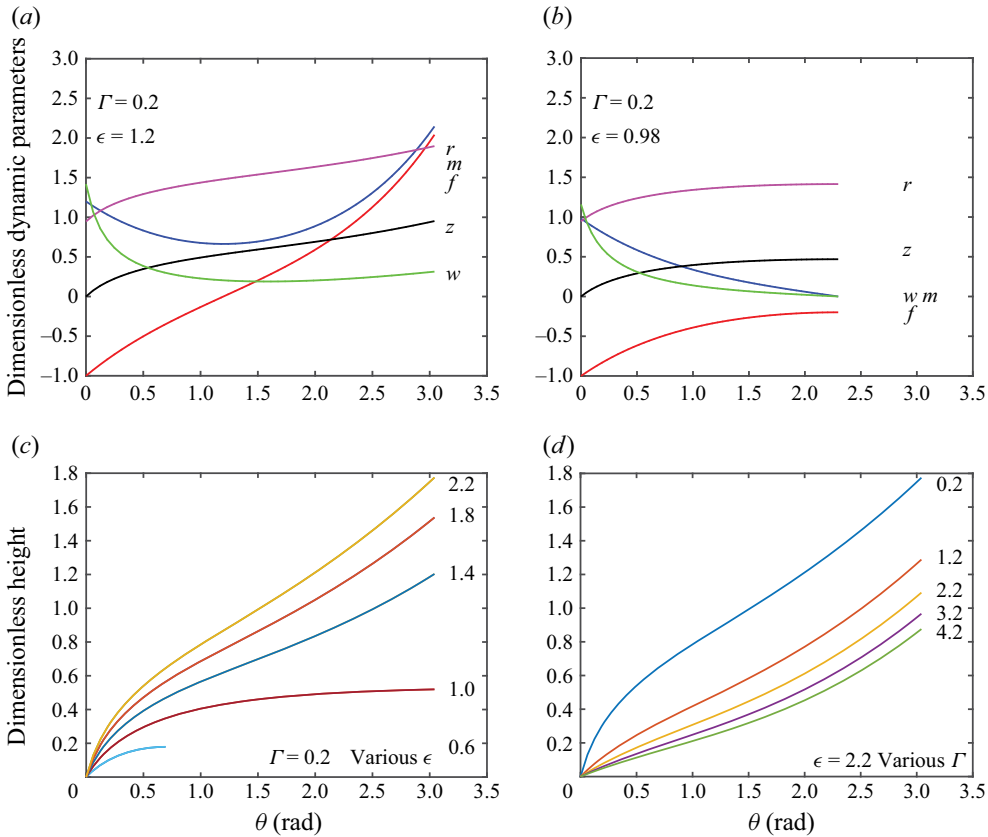 (a)
Dimensionless dynamic parameters
3.0
2.5
2.0
1.5
1.0
0.5
0
–0.5
–1.0
Γ = 0.2
ϵ = 1.2
r
m
f
z
w
0 0.5 1.0 1.5 2.0 2.5 3.0 3.5
(b)
3.0
2.5
2.0
1.5
1.0
0.5
0
–0.5
–1.0
Γ = 0.2
ϵ = 0.98
r
z
w m
f
0 0.5 1.0 1.5 2.0 2.5 3.0 3.5
(c)
Dimensionless height
1.8
1.6
1.4
1.2
1.0
0.8
0.6
0.4
0.2
2.2
1.8
1.4
1.0
0.6
Γ = 0.2 Various ϵ
0 0.5 1.0 1.5 2.0 2.5 3.0 3.5
θ (rad)
(d)
1.8
1.6
1.4
1.2
1.0
0.8
0.6
0.4
0.2
0.2
1.2
2.2
3.2
4.2
ϵ = 2.2 Various Γ
0 0.5 1.0 1.5 2.0 2.5 3.0 3.5
θ (rad)